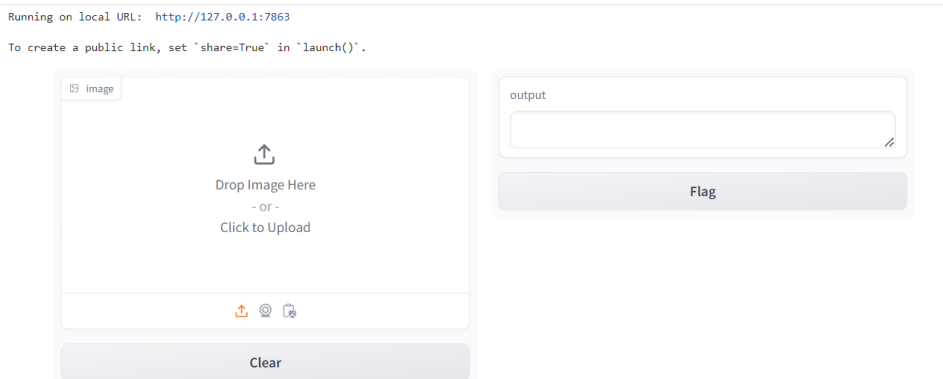 Running on local URL:  http://127.0.0.1:7863
To create a public link, set `share=True` in `launch()`.
image
Drop Image Here
- or -
Click to Upload
Clear
output
Flag